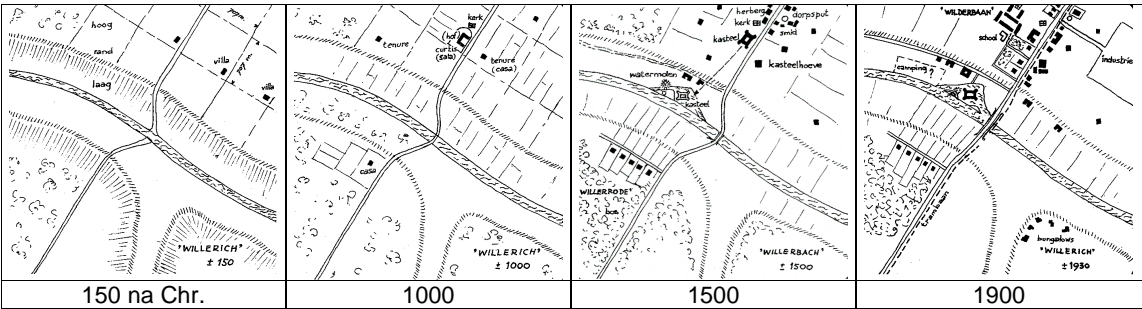 hoog
rand
laag
villa
villa
"WILLERICH"
± 150
kerk
(hof)
curtis
(sala)
tenure
tenure
(casa)
casa
"WILLERICH"
± 1000
herberg
kerk
dorpsput
smid
kasteel
kasteelhoeve
watermolen
kasteel
WILLERODE"
bos
"WILLERBACH"
± 1500
"WILDERBAAN"
school
industrie
camping ?
trambaan
bungalows
"WILLERICH"
± 1930
150 na Chr.
1000
1500
1900